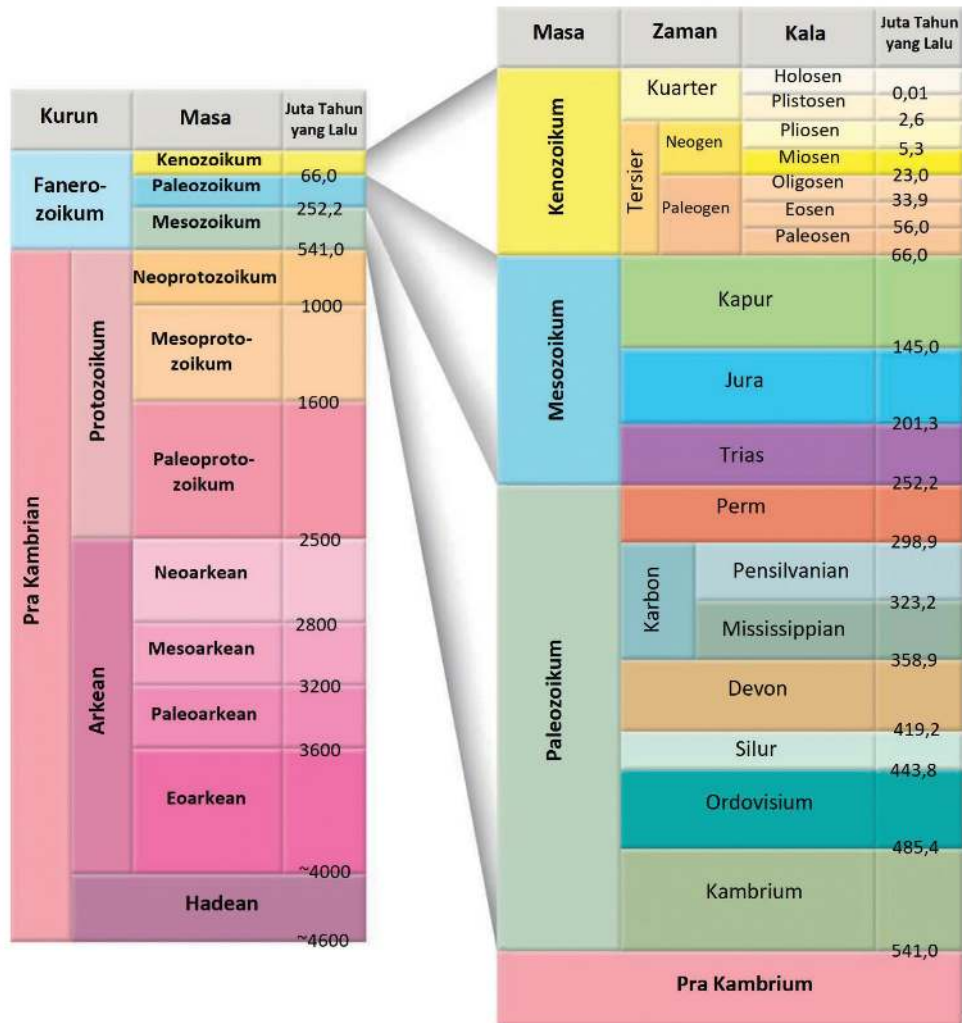 Kurun
Masa
Juta Tahun
yang Lalu
Fanero-
zoikum
Kenozoikum
66,0
Paleozoikum
252,2
Mesozoikum
541,0
Pra Kambrian
Protozoikum
Neoprotozoikum
1000
Mesoproto-
zoikum
1600
Paleoproto-
zoikum
2500
Arkean
Neoarkean
2800
Mesoarkean
3200
Paleoarkean
3600
Eoarkean
~4000
Hadean
~4600
Masa
Zaman
Kala
Juta Tahun
yang Lalu
Kenozoikum
Kuarter
Holosen
0,01
Plistosen
2,6
Tersier
Neogen
Pliosen
5,3
Miosen
23,0
Paleogen
Oligosen
33,9
Eosen
56,0
Paleosen
66,0
Mesozoikum
Kapur
145,0
Jura
201,3
Trias
252,2
Paleozoikum
Perm
298,9
Karbon
Pensilvanian
323,2
Mississippian
358,9
Devon
419,2
Silur
443,8
Ordovisium
485,4
Kambrium
541,0
Pra Kambrium